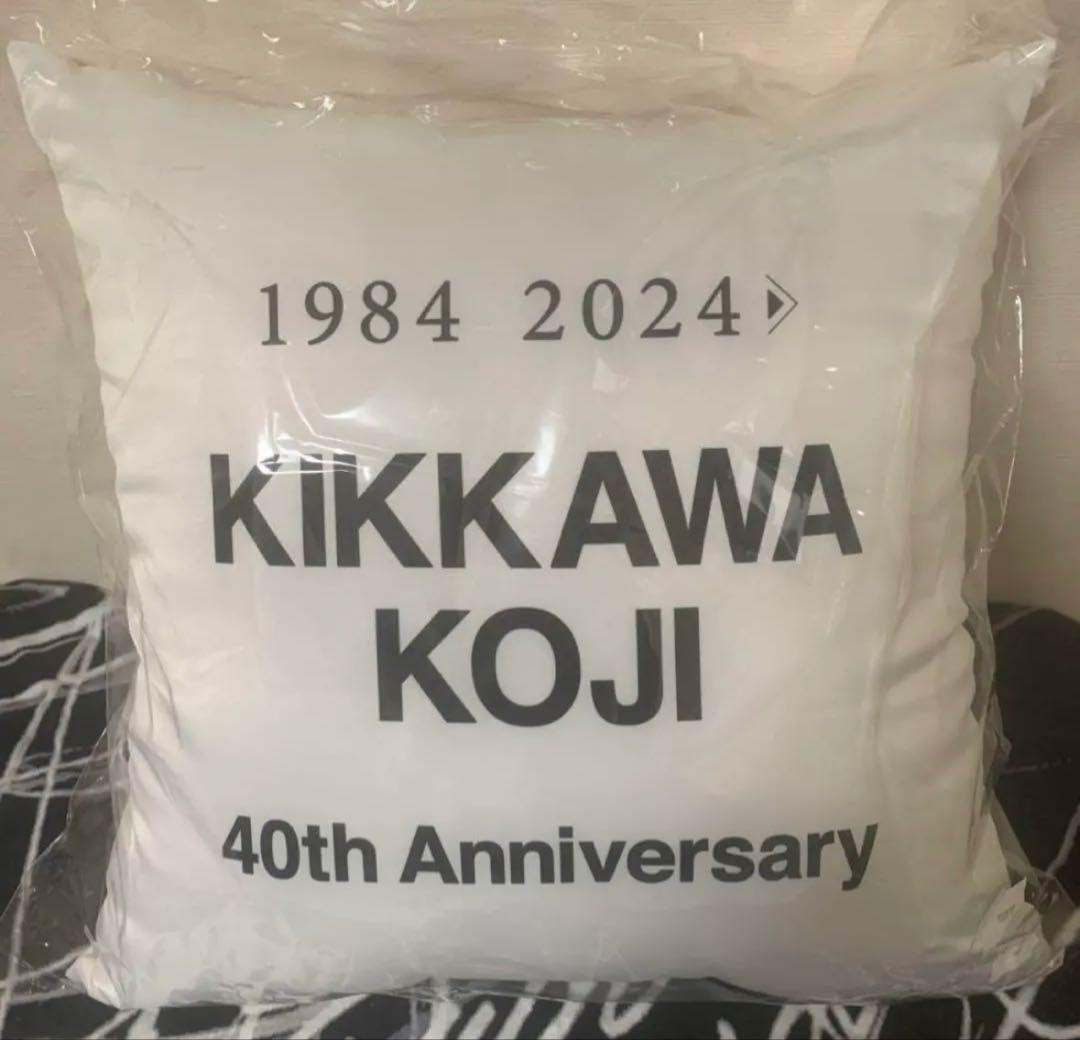 1984 2024
KIKKAWA
KOJI
40th Anniversary